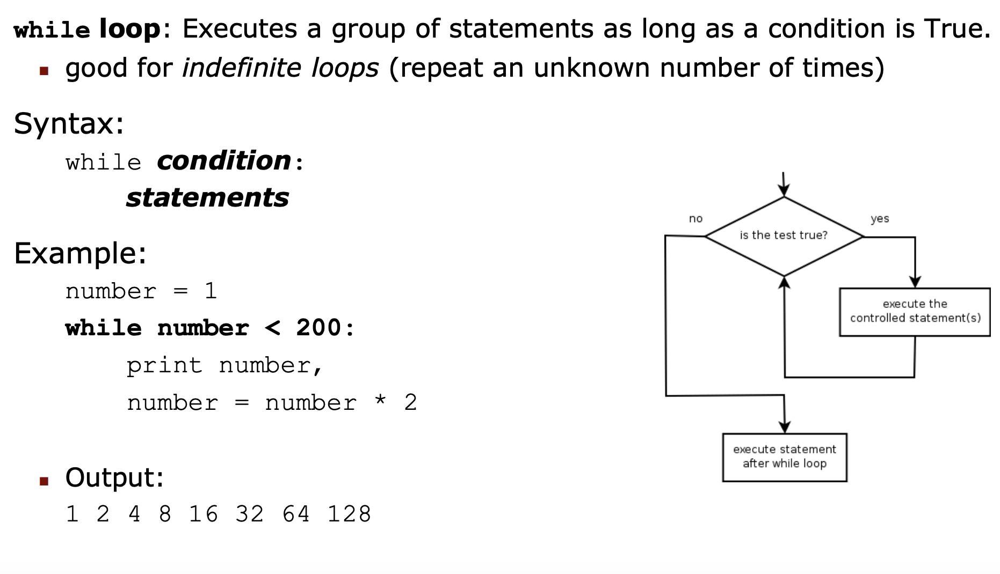 while loop: Executes a group of statements as long as a condition is True.
▪ good for indefinite loops (repeat an unknown number of times)
Syntax:
while condition:
statements
Example:
number = 1
while number < 200:
print number,
number = number * 2
▪ Output:
1 2 4 8 16 32 64 128
no
yes
is the test true?
execute the
controlled statement(s)
execute statement
after while loop